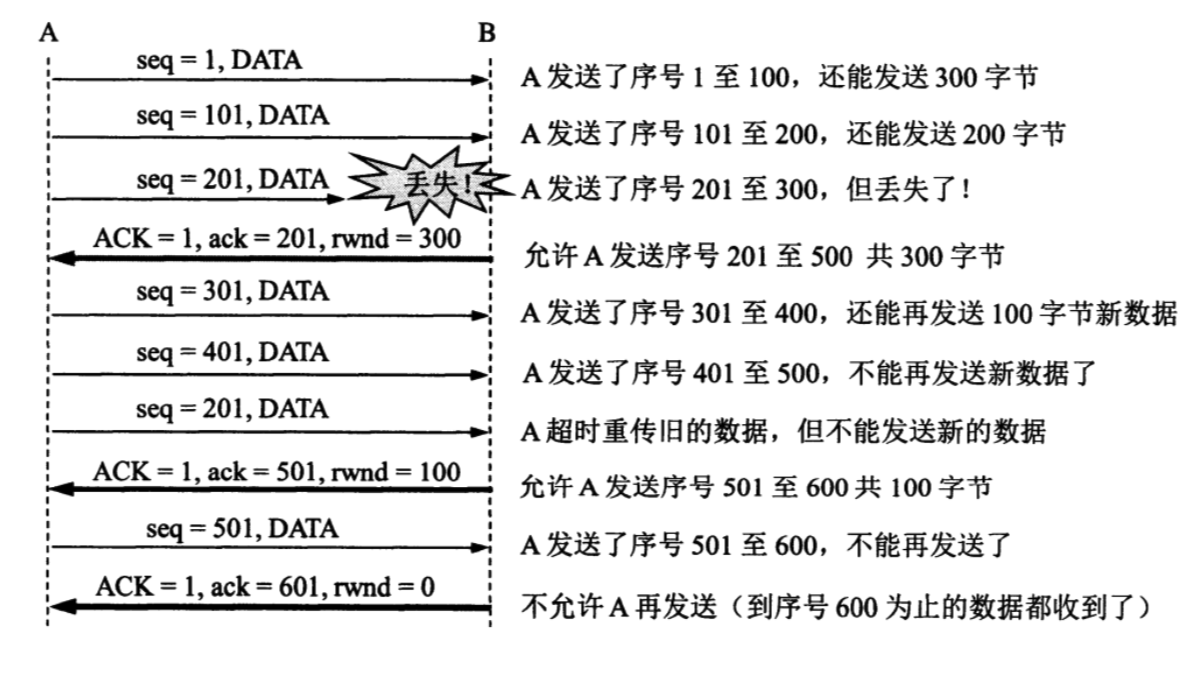 A B
seq = 1, DATA
A 发送了序号 1 至 100，还能发送 300 字节
seq = 101, DATA
A 发送了序号 101 至 200，还能发送 200 字节
seq = 201, DATA
丢失!
A 发送了序号 201 至 300，但丢失了！
ACK = 1, ack = 201, rwnd = 300
允许 A 发送序号 201 至 500 共 300 字节
seq = 301, DATA
A 发送了序号 301 至 400，还能再发送 100 字节新数据
seq = 401, DATA
A 发送了序号 401 至 500，不能再发送新数据了
seq = 201, DATA
A 超时重传旧的数据，但不能发送新的数据
ACK = 1, ack = 501, rwnd = 100
允许 A 发送序号 501 至 600 共 100 字节
seq = 501, DATA
A 发送了序号 501 至 600，不能再发送了
ACK = 1, ack = 601, rwnd = 0
不允许 A 再发送（到序号 600 为止的数据都收到了）